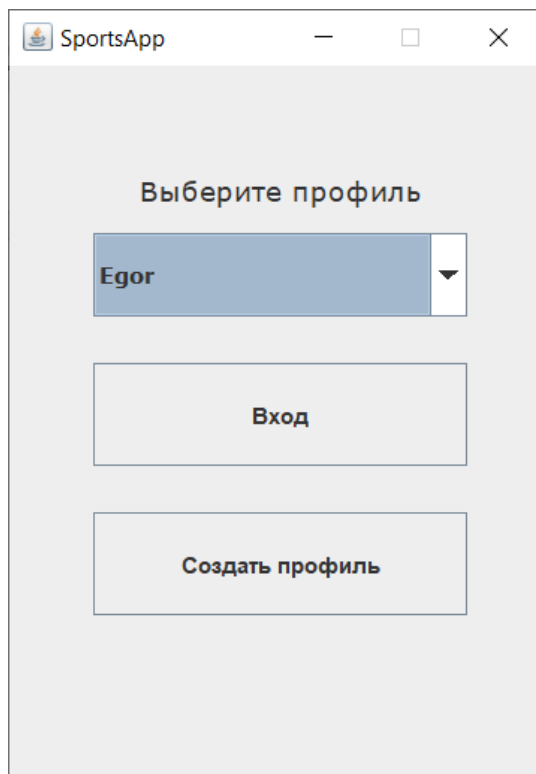 SportsApp
Выберите профиль
Egor
Вход
Создать профиль